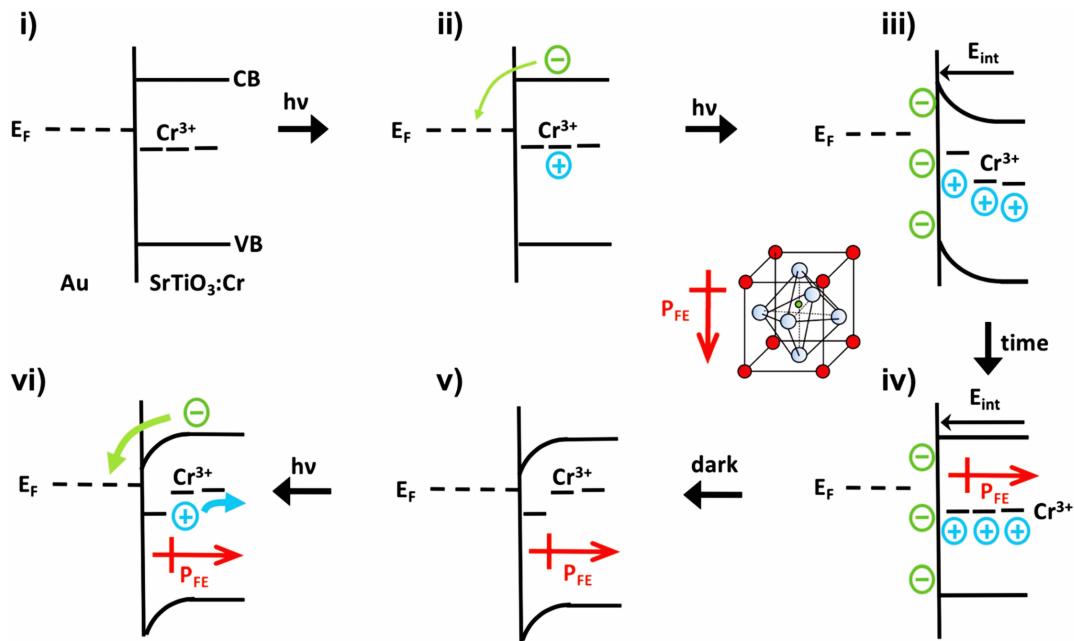 i)
CB
E_F
Cr³⁺
VB
Au
SrTiO₃:Cr
hν
ii)
E_F
Cr³⁺
hν
iii)
E_int
E_F
Cr³⁺
P_FE
time
iv)
E_int
E_F
P_FE
Cr³⁺
dark
v)
Cr³⁺
E_F
P_FE
hν
vi)
Cr³⁺
E_F
P_FE